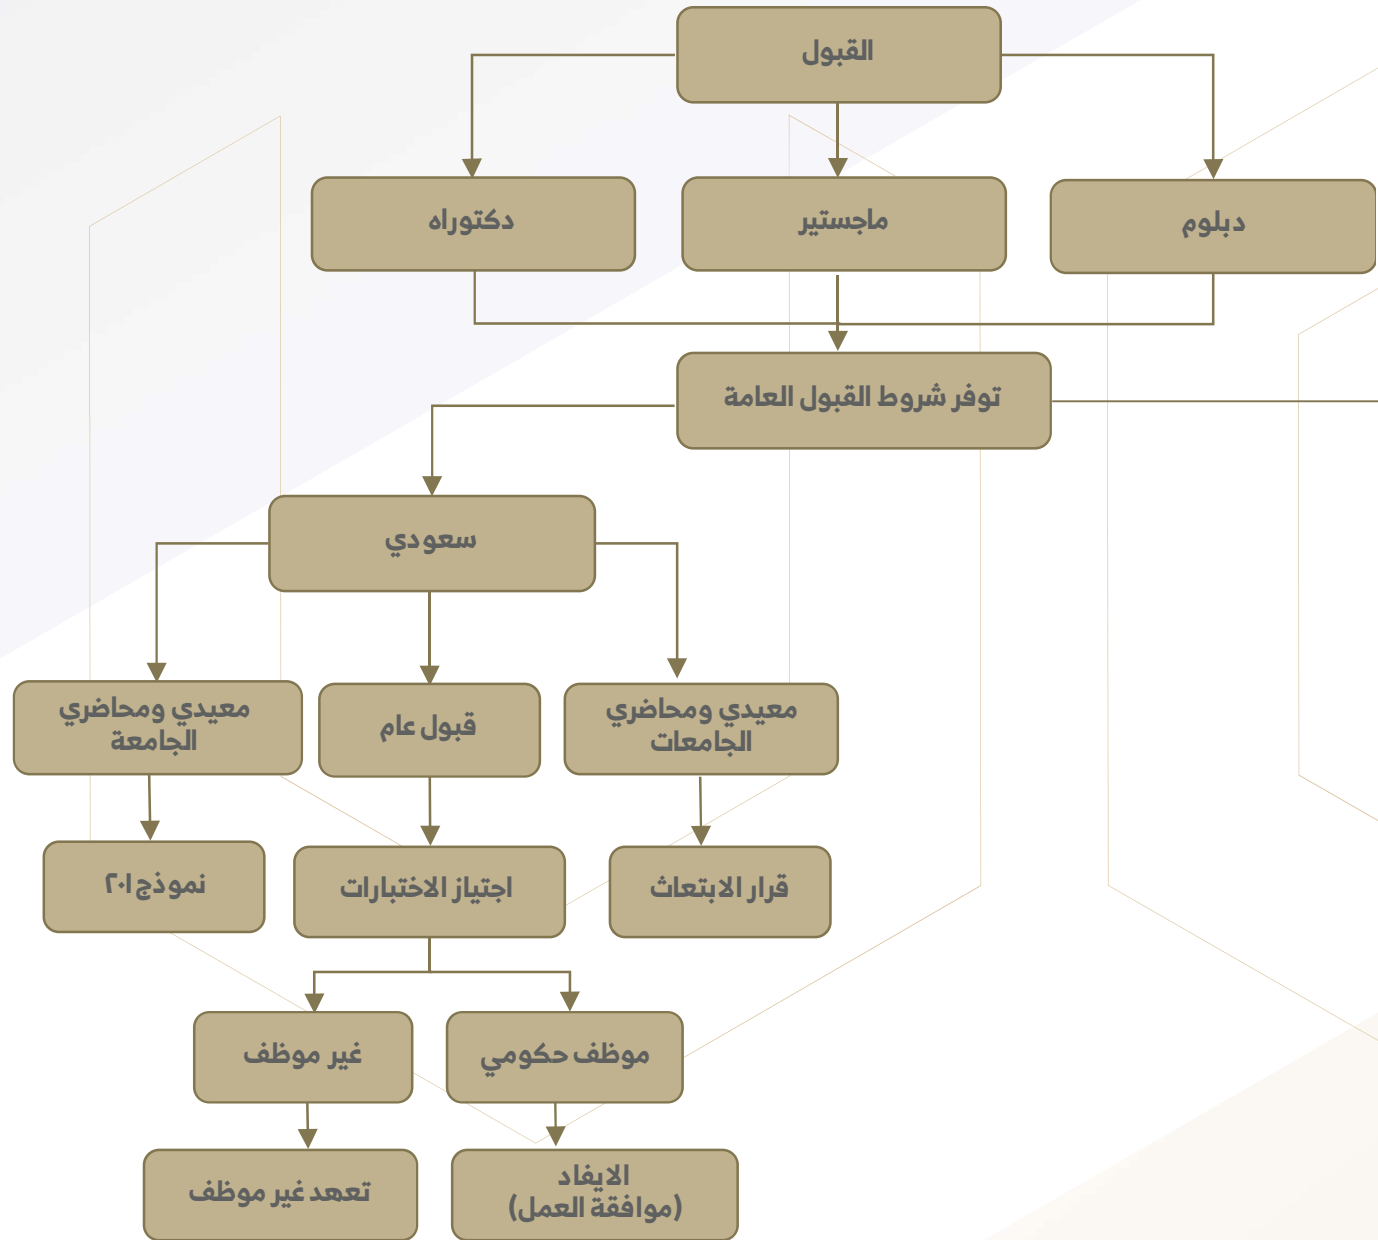 القبول
دبلوم
ماجستير
دكتوراه
توفر شروط القبول العامة
سعودي
معيدي ومحاضري
الجامعات
قبول عام
معيدي ومحاضري
الجامعة
قرار الابتعاث
اجتياز الاختبارات
نموذج ٢٠١
موظف حكومي
غير موظف
الايفاد
(موافقة العمل)
تعهد غير موظف